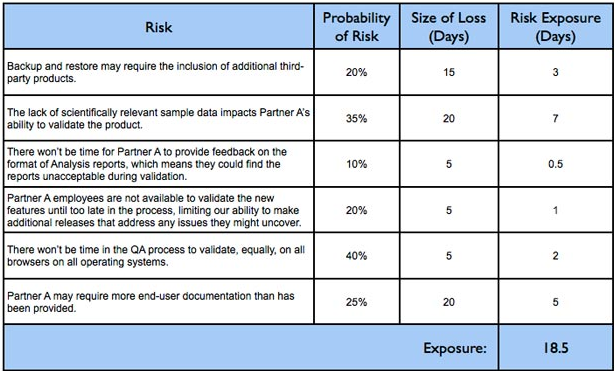 Risk
Probability
of Risk
Size of Loss
(Days)
Risk Exposure
(Days)
Backup and restore may require the inclusion of additional third-
party products.
20%
15
3
The lack of scientifically relevant sample data impacts Partner A's
ability to validate the product.
35%
20
7
There won't be time for Partner A to provide feedback on the
format of Analysis reports, which means they could find the
reports unacceptable during validation.
10%
5
0.5
Partner A employees are not available to validate the new
features until too late in the process, limiting our ability to make
additional releases that address any issues they might uncover.
20%
5
1
There won't be time in the QA process to validate, equally, on all
browsers on all operating systems.
40%
5
2
Partner A may require more end-user documentation than has
been provided.
25%
20
5
Exposure:
18.5